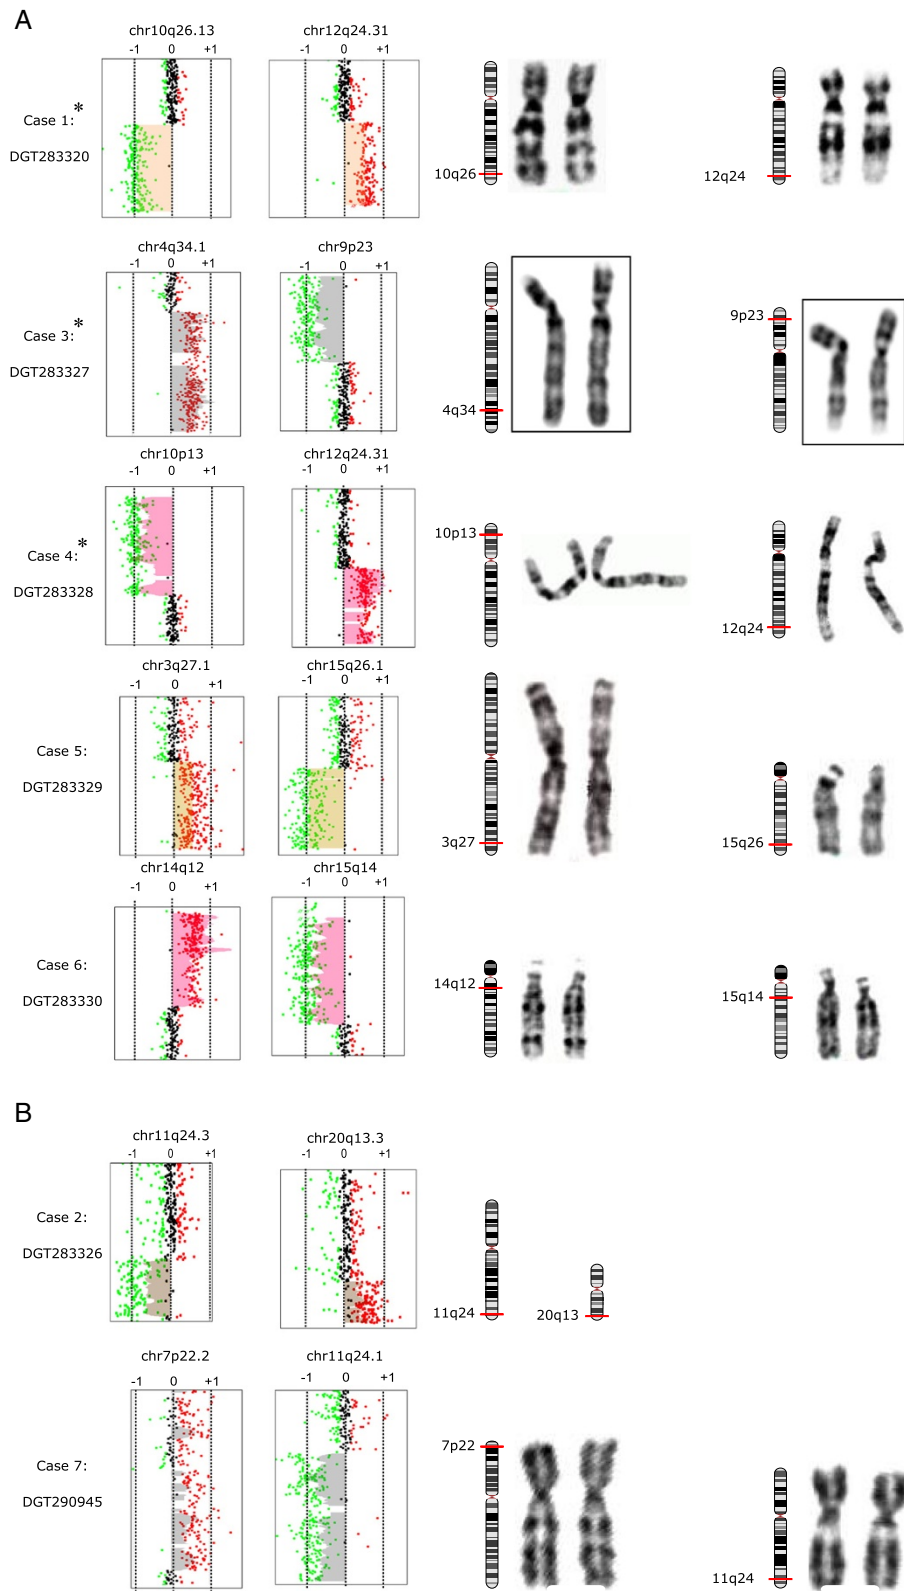 A
chr10q26.13 chr12q24.31
-1 0 +1 -1 0 +1
*
Case 1:
DGT283320
10q26 12q24
chr4q34.1 chr9p23
-1 0 +1 -1 0 +1
*
Case 3:
DGT283327
4q34 9p23
chr10p13 chr12q24.31
-1 0 +1 -1 0 +1
*
Case 4:
DGT283328
10p13 12q24
chr3q27.1 chr15q26.1
-1 0 +1 -1 0 +1
Case 5:
DGT283329
3q27 15q26
chr14q12 chr15q14
-1 0 +1 -1 0 +1
Case 6:
DGT283330
14q12 15q14
B
chr11q24.3 chr20q13.3
-1 0 +1 -1 0 +1
Case 2:
DGT283326
11q24 20q13
chr7p22.2 chr11q24.1
-1 0 +1 -1 0 +1
Case 7:
DGT290945
7p22 11q24